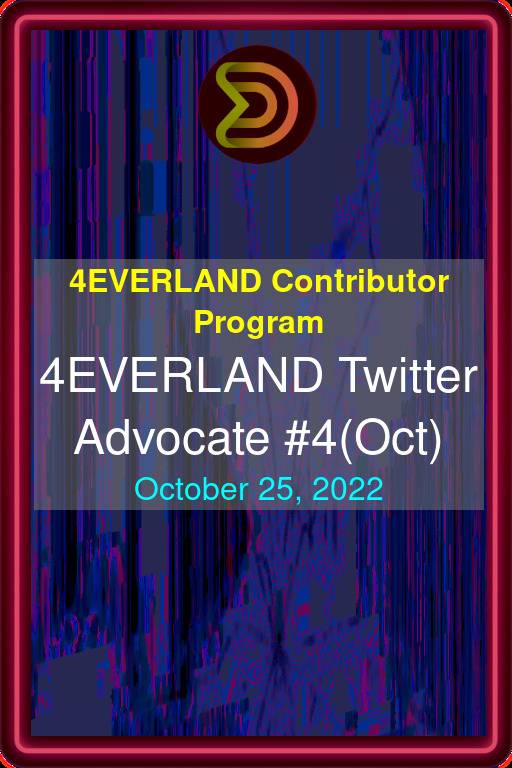 4EVERLAND Contributor
Program
4EVERLAND Twitter
Advocate #4(Oct)
October 25, 2022